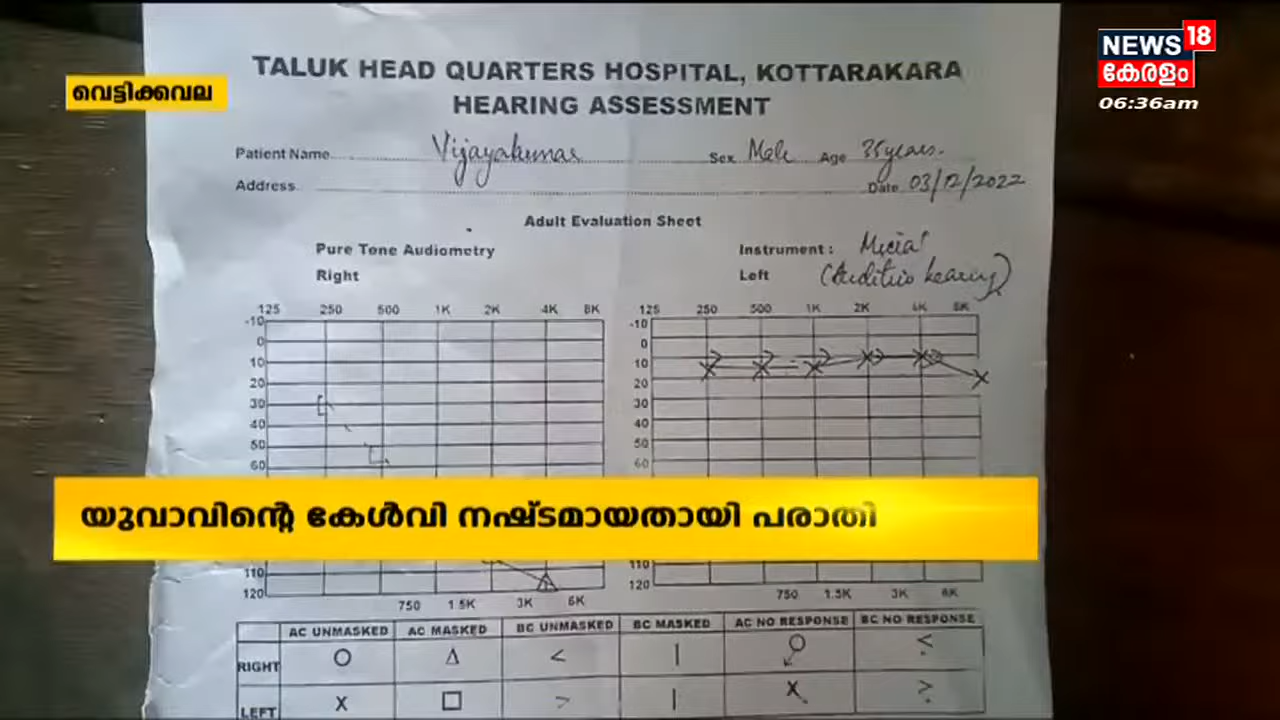 NEWS 18
കേരളം
06:36am
വെട്ടിക്കവല
TALUK HEAD QUARTERS HOSPITAL, KOTTARAKARA
HEARING ASSESSMENT
Patient Name Vijayakumar Sex Male Age 35 years.
Address Date 03/12/2022
Adult Evaluation Sheet
Pure Tone Audiometry Instrument :
Right Left
125 250 500 1K 2K 4K 8K 125 250 500 1K 2K 4K 8K
-10 -10
0 0
10 10
20 20
30 30
40 40
50 50
60 60
യുവാവിന്റെ കേൾവി നഷ്ടമായതായി പരാതി
110 110
120 120
750 1.5K 3K 6K 750 1.5K 3K 6K
AC UNMASKED AC MASKED BC UNMASKED BC MASKED AC NO RESPONSE BC NO RESPONSE
RIGHT
LEFT X